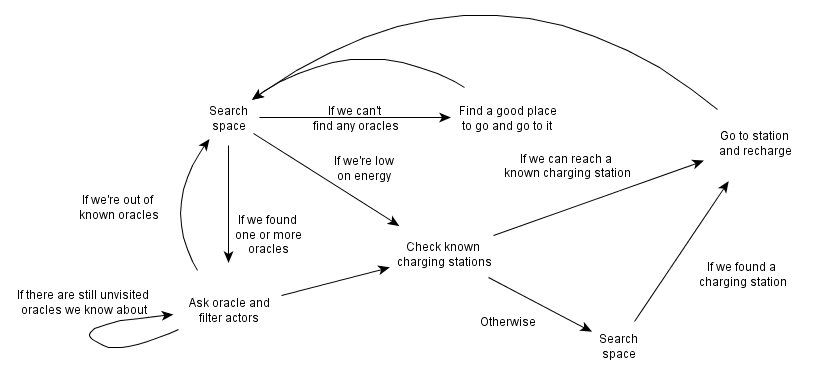 Search
space
If we can't
find any oracles
Find a good place
to go and go to it
Go to station
and recharge
If we can reach a
known charging station
If we're low
on energy
If we're out of
known oracles
If we found
one or more
oracles
Check known
charging stations
If we found a
charging station
If there are still unvisited
oracles we know about
Ask oracle and
filter actors
Otherwise
Search
space